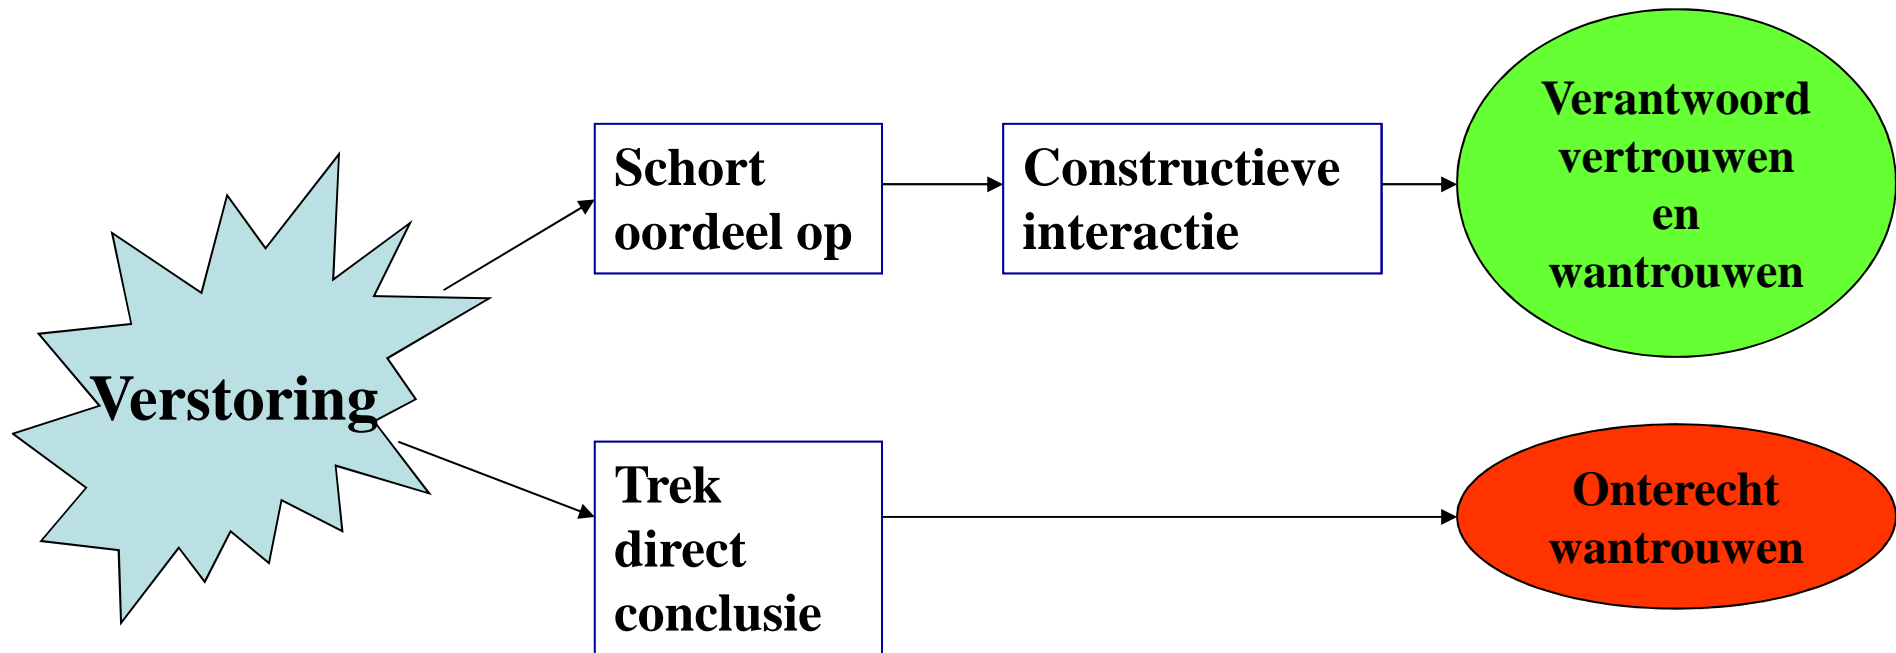 Verstoring
Schort
oordeel op
Constructieve
interactie
Verantwoord
vertrouwen
en
wantrouwen
Trek
direct
conclusie
Onterecht
wantrouwen